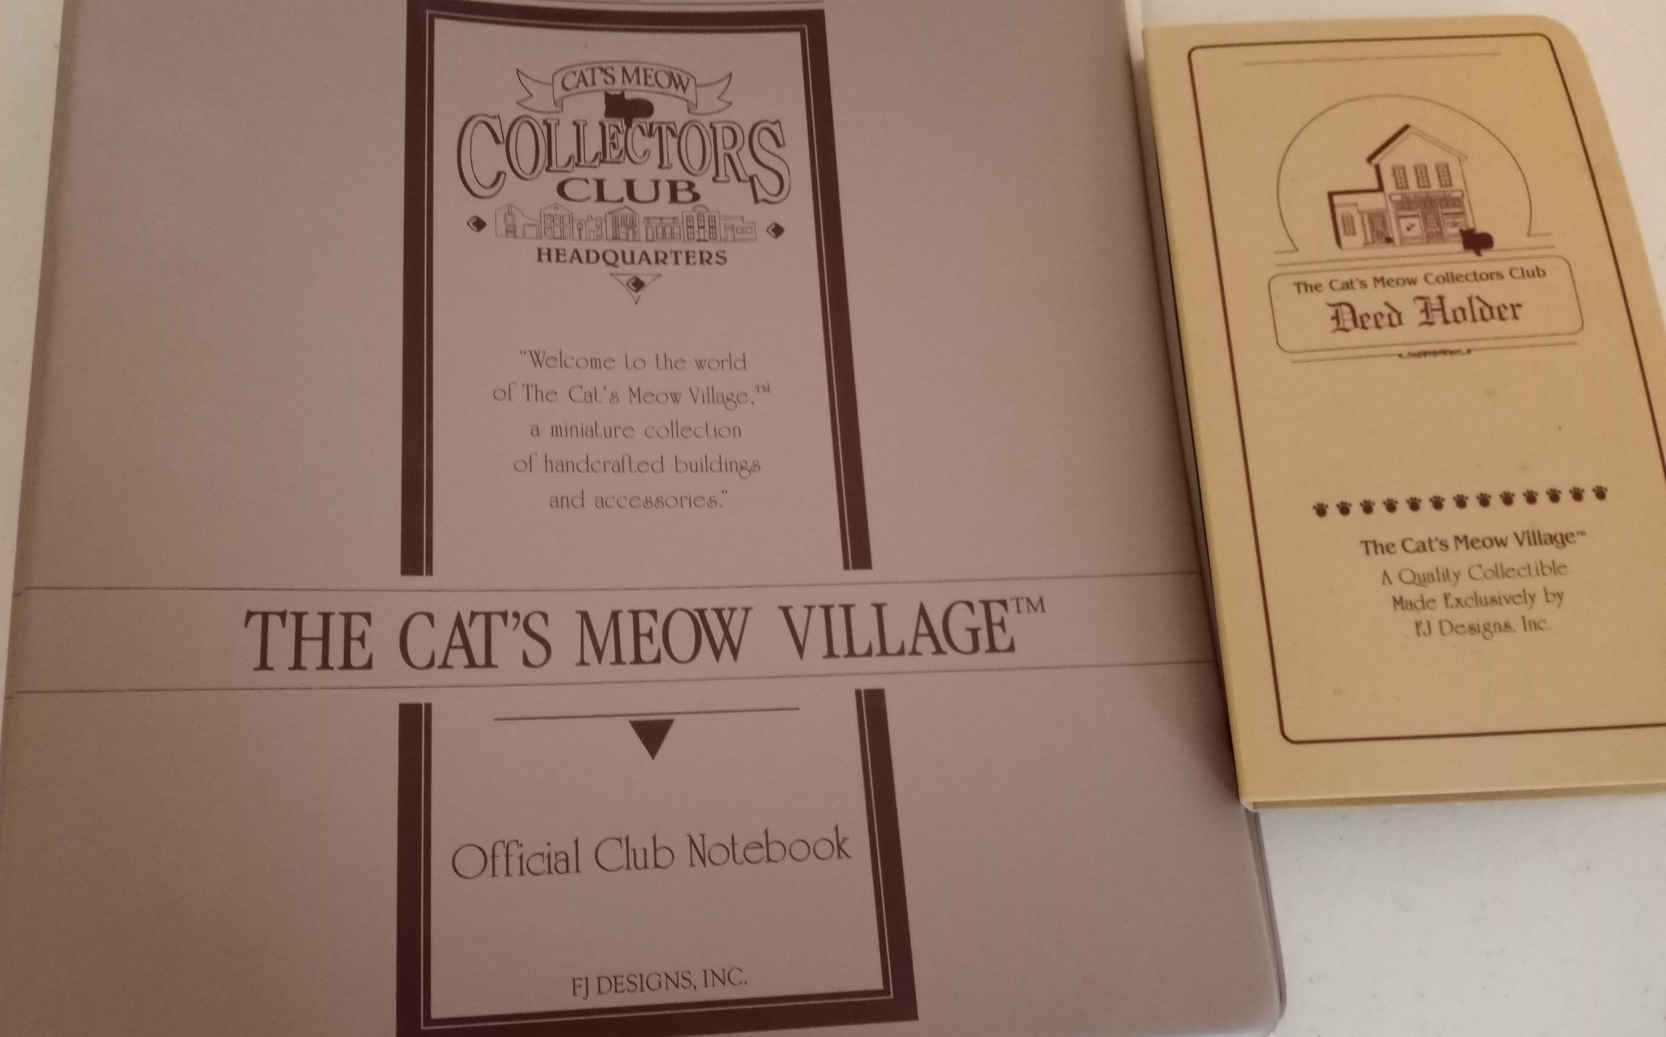 CAT'S MEOW
COLLECTORS
CLUB
HEADQUARTERS
"Welcome to the world
of The Cat's Meow Village,™
a miniature collection
of handcrafted buildings
and accessories."
THE CAT'S MEOW VILLAGE™
Official Club Notebook
FJ DESIGNS, INC.
The Cat's Meow Collectors Club
Deed Holder
The Cat's Meow Village™
A Quality Collectible
Made Exclusively by
FJ Designs, Inc.